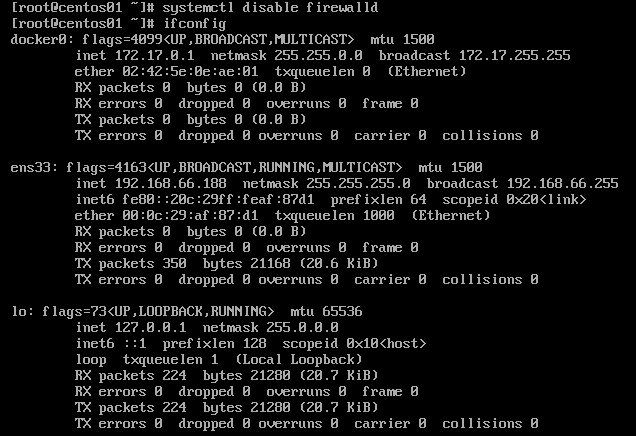 [root@centos01 ~]# systemctl disable firewalld
[root@centos01 ~]# ifconfig
docker0: flags=4099<UP,BROADCAST,MULTICAST>  mtu 1500
        inet 172.17.0.1  netmask 255.255.0.0  broadcast 172.17.255.255
        ether 02:42:5e:0e:ae:01  txqueuelen 0  (Ethernet)
        RX packets 0  bytes 0 (0.0 B)
        RX errors 0  dropped 0  overruns 0  frame 0
        TX packets 0  bytes 0 (0.0 B)
        TX errors 0  dropped 0 overruns 0  carrier 0  collisions 0
ens33: flags=4163<UP,BROADCAST,RUNNING,MULTICAST>  mtu 1500
        inet 192.168.66.188  netmask 255.255.255.0  broadcast 192.168.66.255
        inet6 fe80::20c:29ff:feaf:87d1  prefixlen 64  scopeid 0x20<link>
        ether 00:0c:29:af:87:d1  txqueuelen 1000  (Ethernet)
        RX packets 0  bytes 0 (0.0 B)
        RX errors 0  dropped 0  overruns 0  frame 0
        TX packets 350  bytes 21168 (20.6 KiB)
        TX errors 0  dropped 0 overruns 0  carrier 0  collisions 0
lo: flags=73<UP,LOOPBACK,RUNNING>  mtu 65536
        inet 127.0.0.1  netmask 255.0.0.0
        inet6 ::1  prefixlen 128  scopeid 0x10<host>
        loop  txqueuelen 1  (Local Loopback)
        RX packets 224  bytes 21280 (20.7 KiB)
        RX errors 0  dropped 0  overruns 0  frame 0
        TX packets 224  bytes 21280 (20.7 KiB)
        TX errors 0  dropped 0 overruns 0  carrier 0  collisions 0